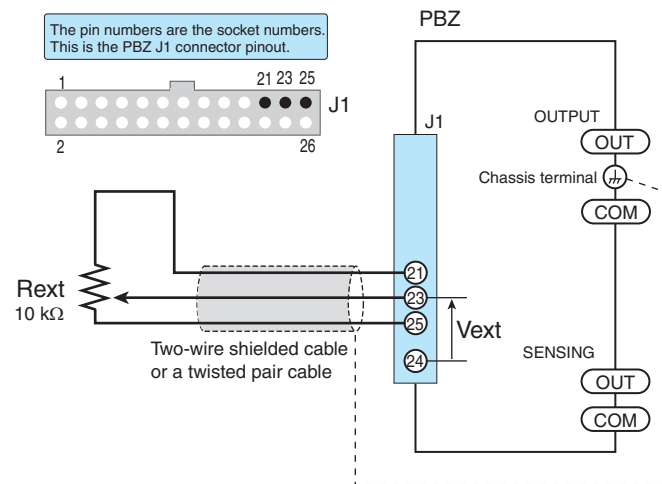 The pin numbers are the socket numbers.
This is the PBZ J1 connector pinout.
PBZ
1
21 23 25
J1
2
26
J1
OUTPUT
OUT
Chassis terminal
COM
Rext
10 kΩ
21
23
25
24
Vext
Two-wire shielded cable
or a twisted pair cable
SENSING
OUT
COM